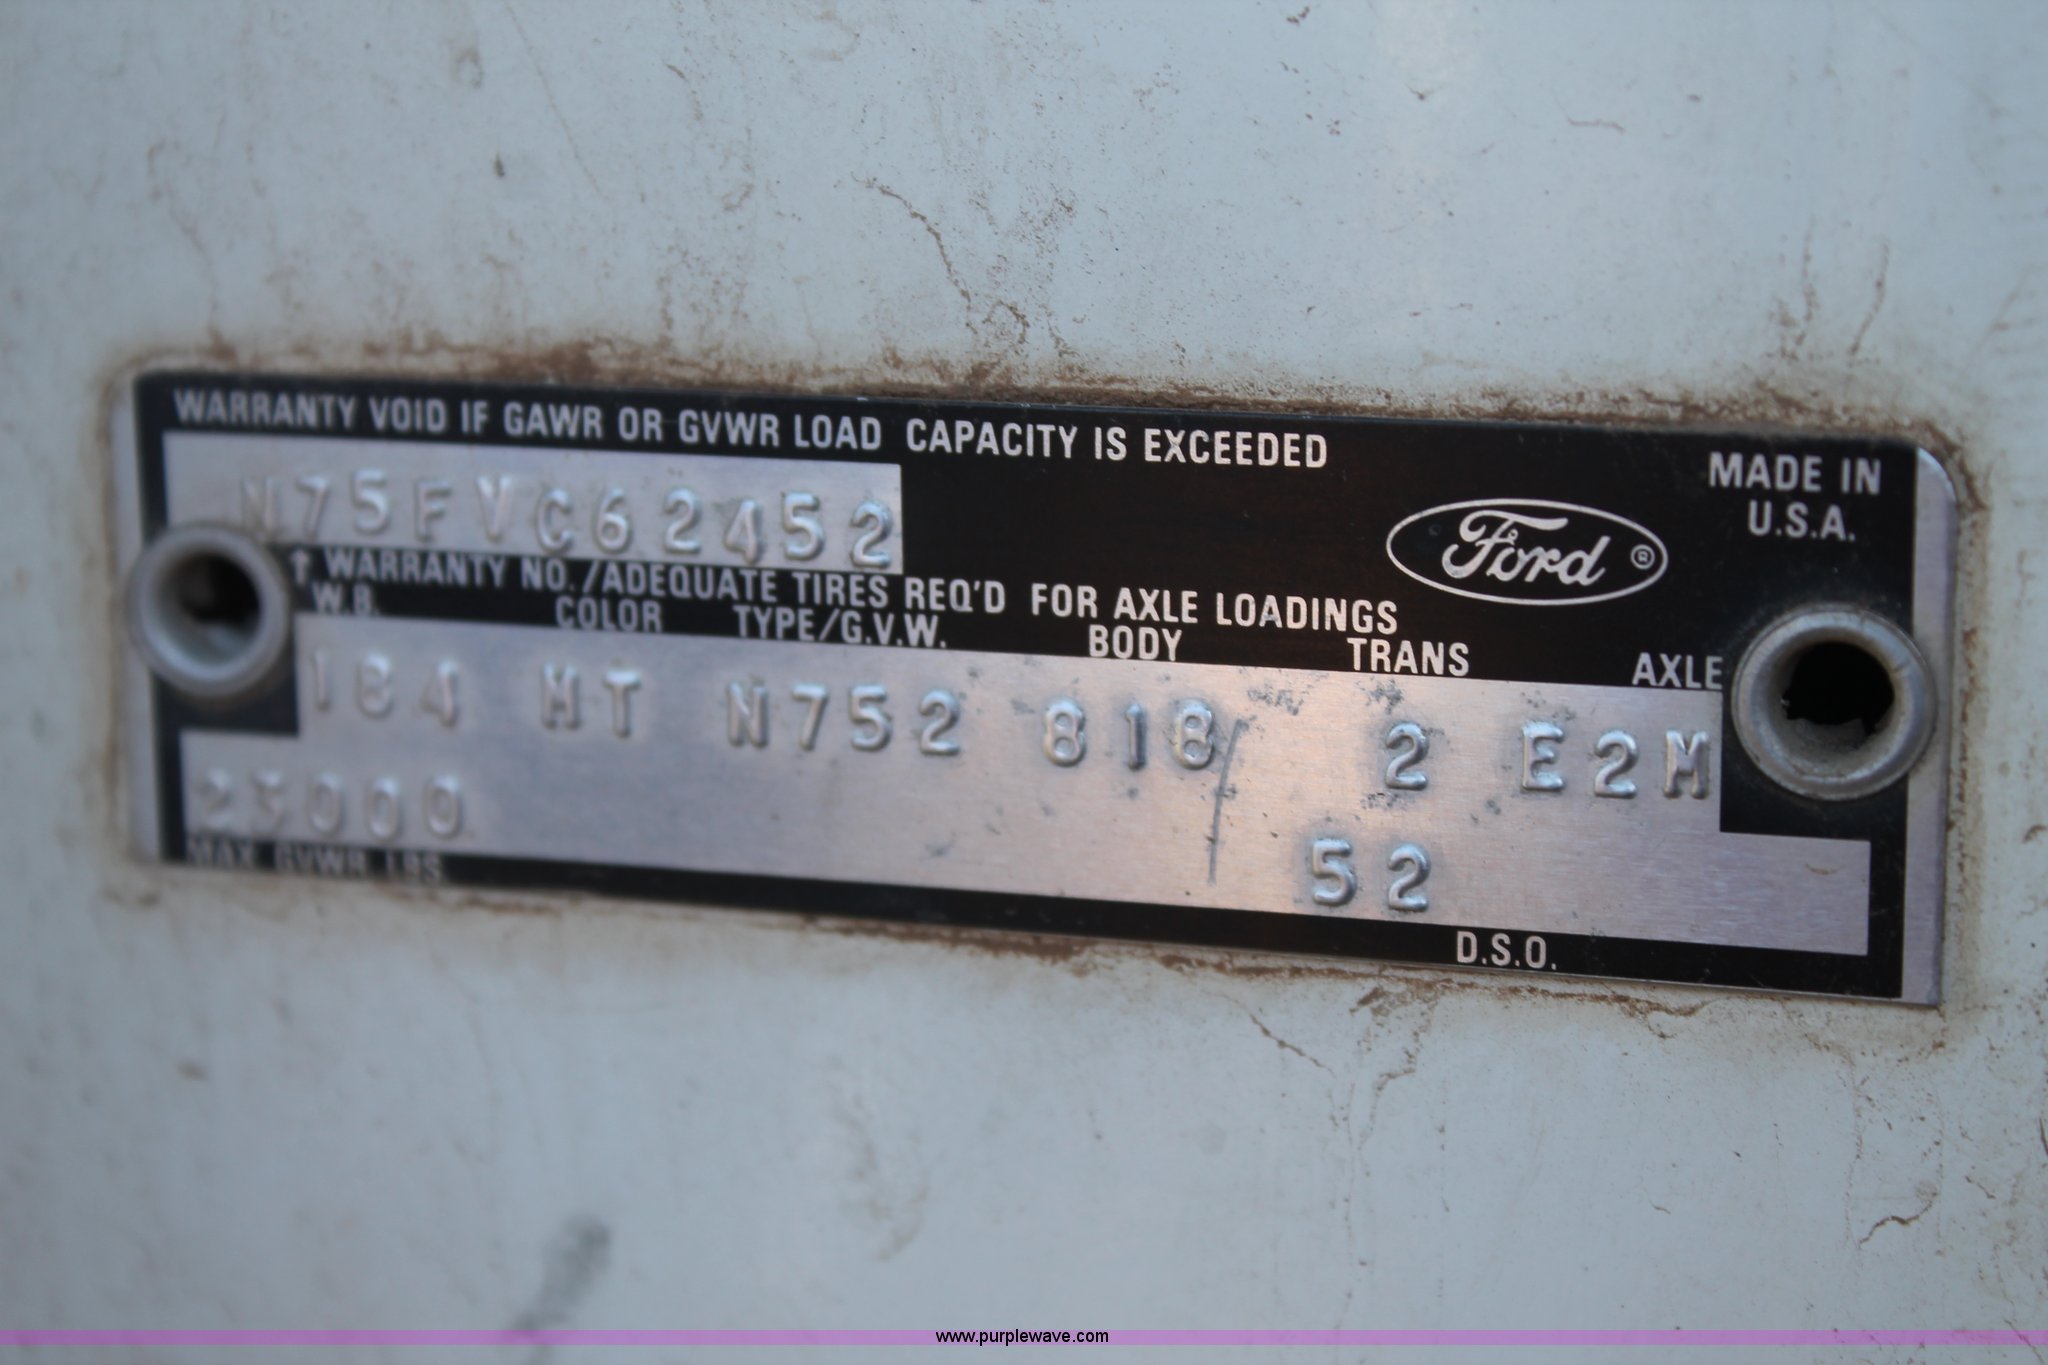 WARRANTY VOID IF GAWR OR GVWR LOAD CAPACITY IS EXCEEDED
MADE IN
U.S.A.
N75FVC62452
Ford ®
↑ WARRANTY NO./ADEQUATE TIRES REQ'D FOR AXLE LOADINGS
W.B. COLOR TYPE/G.V.W. BODY TRANS AXLE
184 MT N752 818 2 E2M
23000
52
MAX GVWR LBS
D.S.O.
www.purplewave.com